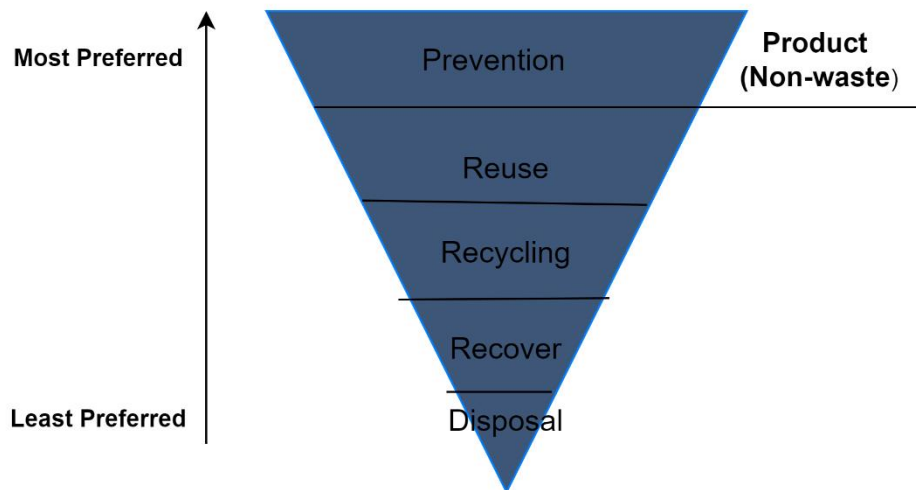 Most Preferred
Prevention
Product
(Non-waste)
Reuse
Recycling
Recover
Least Preferred
Disposal